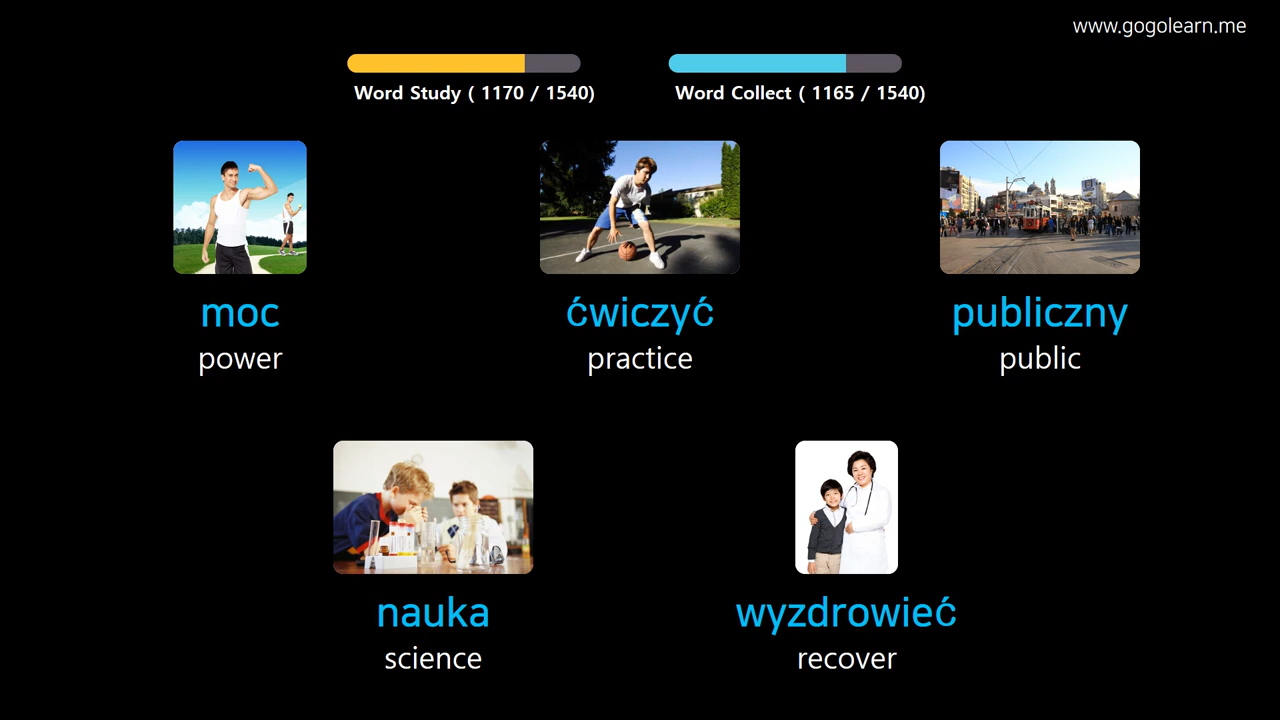 www.gogolearn.me
Word Study ( 1170 / 1540)
Word Collect ( 1165 / 1540)
moc
power
ćwiczyć
practice
publiczny
public
nauka
science
wyzdrowieć
recover